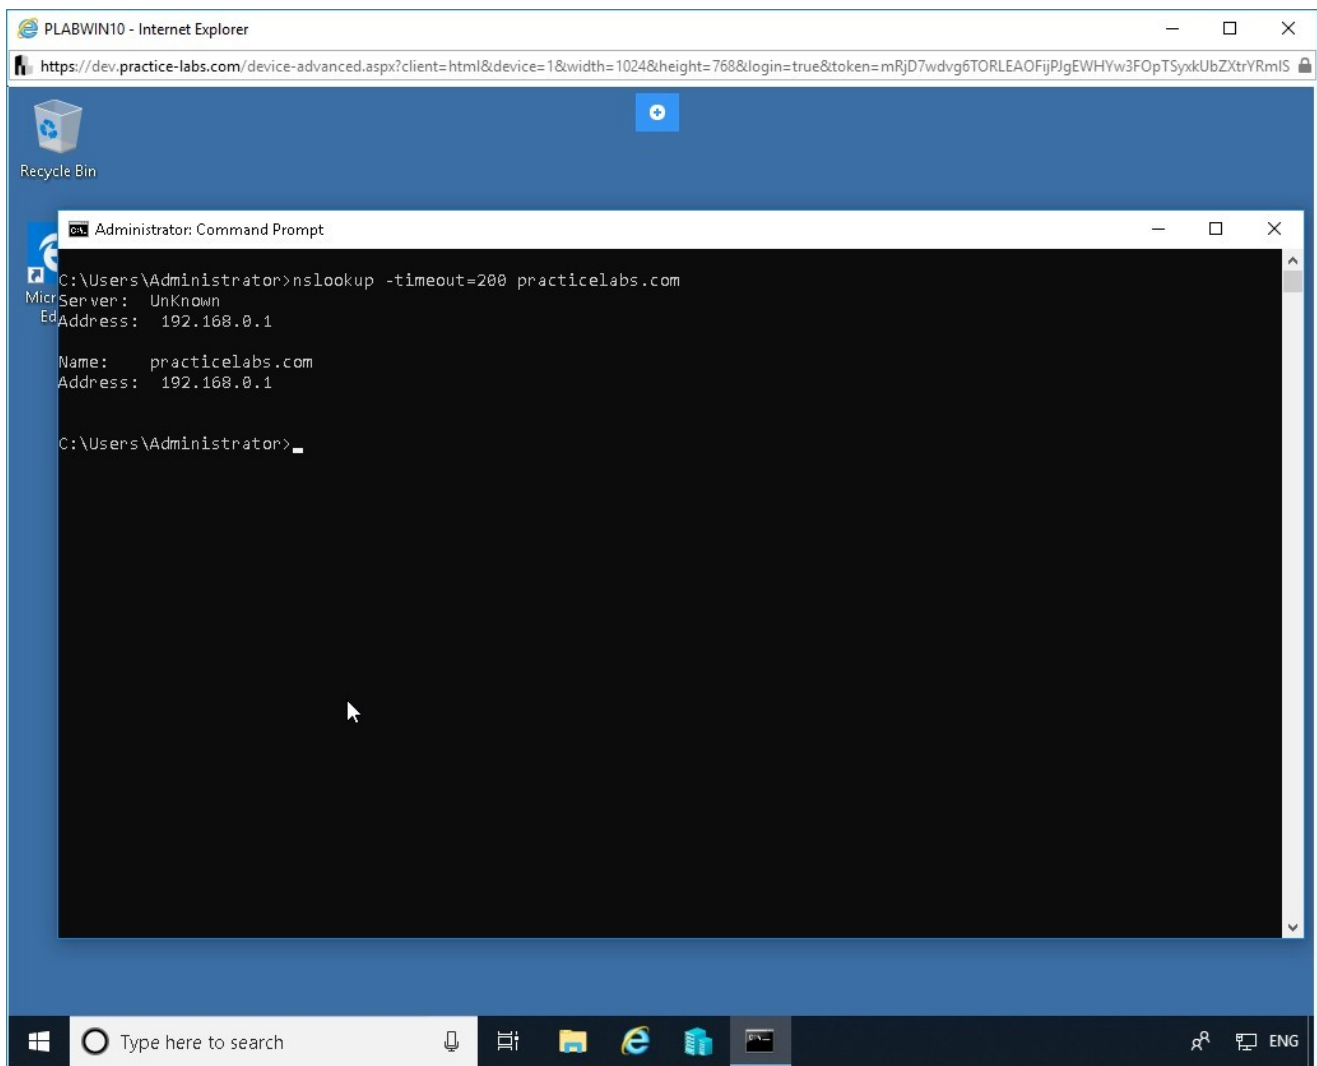 PLABWIN10 - Internet Explorer
https://dev.practice-labs.com/device-advanced.aspx?client=html&device=1&width=1024&height=768&login=true&token=mRjD7wdvg6TORLEAOFijPJgEWHYw3FOpTSyxkUbZXtrYRmIS
Recycle Bin
Administrator: Command Prompt
C:\Users\Administrator>nslookup -timeout=200 practicelabs.com
Micr
Server:  UnKnown
Ed
Address:  192.168.0.1
Name:    practicelabs.com
Address:  192.168.0.1
C:\Users\Administrator>
Type here to search
ENG